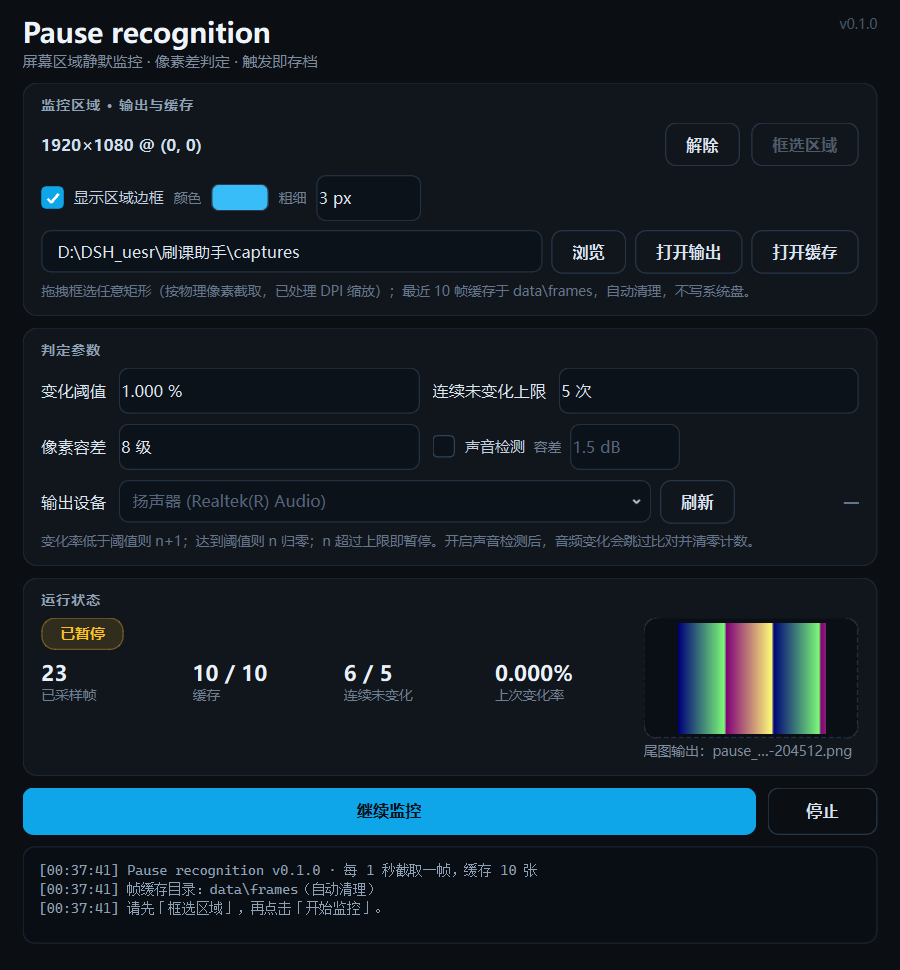 Pause recognition
v0.1.0
屏幕区域静默监控 · 像素差判定 · 触发即存档
监控区域 • 输出与缓存
1920×1080 @ (0, 0)
解除
框选区域
显示区域边框
颜色
粗细
3 px
D:\DSH_uesr\刷课助手\captures
浏览
打开输出
打开缓存
拖拽框选任意矩形（按物理像素截取，已处理 DPI 缩放）；最近 10 帧缓存于 data\frames，自动清理，不写系统盘。
判定参数
变化阈值
1.000 %
连续未变化上限
5 次
像素容差
8 级
声音检测
容差
1.5 dB
输出设备
扬声器 (Realtek(R) Audio)
刷新
—
变化率低于阈值则 n+1；达到阈值则 n 归零；n 超过上限即暂停。开启声音检测后，音频变化会跳过比对并清零计数。
运行状态
已暂停
23
10 / 10
6 / 5
0.000%
已采样帧
缓存
连续未变化
上次变化率
尾图输出：pause_...-204512.png
继续监控
停止
[00:37:41] Pause recognition v0.1.0 · 每 1 秒截取一帧，缓存 10 张
[00:37:41] 帧缓存目录：data\frames（自动清理）
[00:37:41] 请先「框选区域」，再点击「开始监控」。